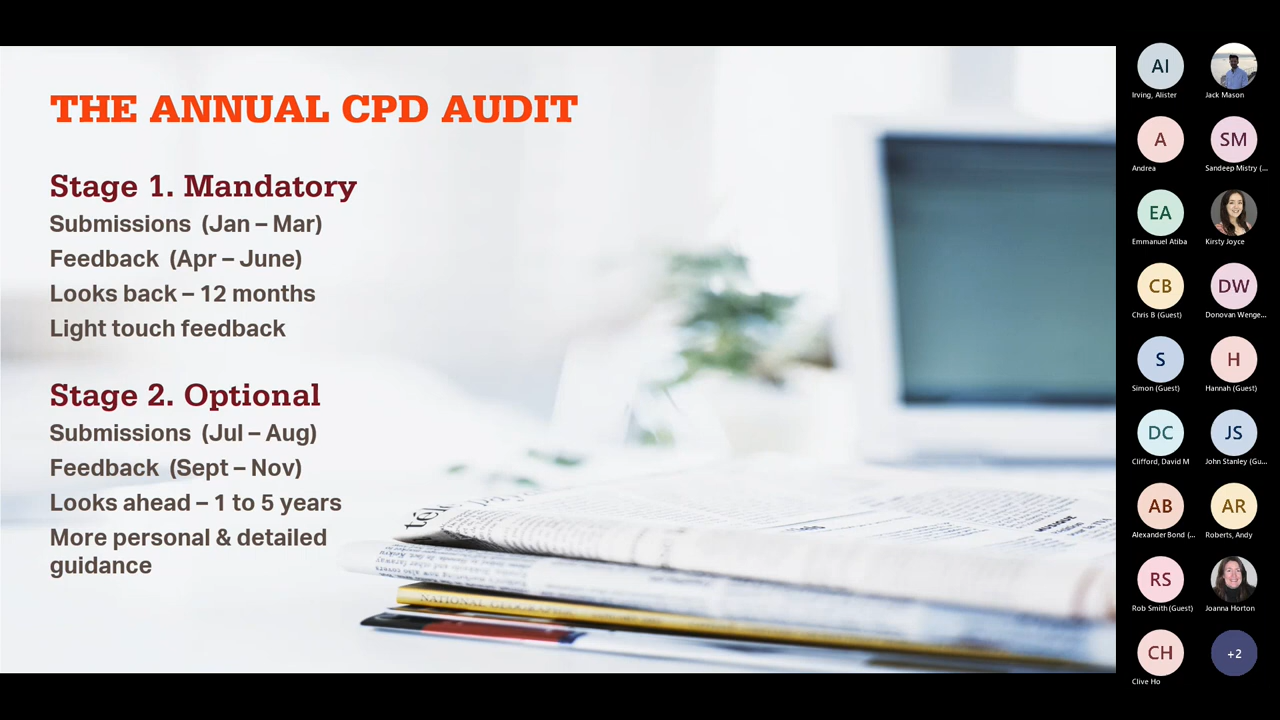 THE ANNUAL CPD AUDIT
Stage 1. Mandatory
Submissions (Jan – Mar)
Feedback (Apr – June)
Looks back – 12 months
Light touch feedback
Stage 2. Optional
Submissions (Jul – Aug)
Feedback (Sept – Nov)
Looks ahead – 1 to 5 years
More personal & detailed
guidance
NATIONAL GEOGRAPHIC
AI
Irving, Alister
Jack Mason
A
Andrea
SM
Sandeep Mistry (...
EA
Emmanuel Atiba
Kirsty Joyce
CB
Chris B (Guest)
DW
Donovan Wenge...
S
Simon (Guest)
H
Hannah (Guest)
DC
Clifford, David M
JS
John Stanley (Gu...
AB
Alexander Bond (...
AR
Roberts, Andy
RS
Rob Smith (Guest)
Joanna Horton
CH
Clive Ho
+2